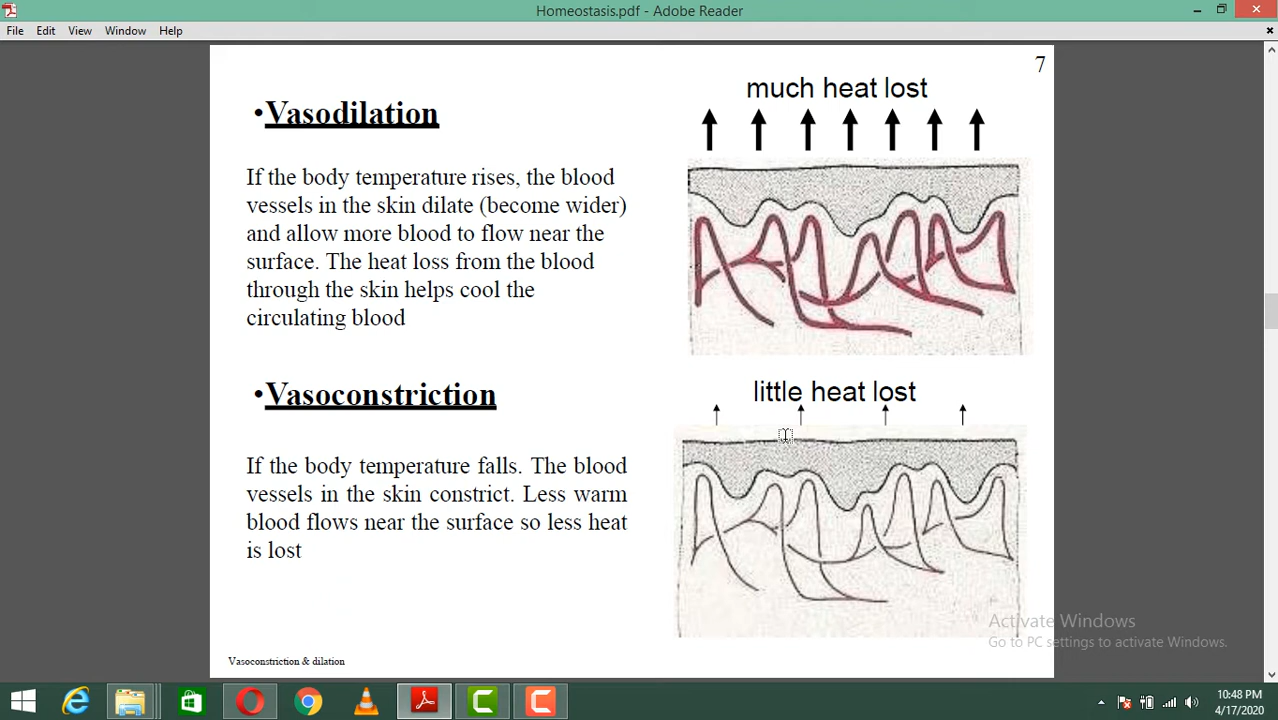 Homeostasis.pdf - Adobe Reader
File Edit View Window Help
7
•Vasodilation
If the body temperature rises, the blood
vessels in the skin dilate (become wider)
and allow more blood to flow near the
surface. The heat loss from the blood
through the skin helps cool the
circulating blood
much heat lost
•Vasoconstriction
If the body temperature falls. The blood
vessels in the skin constrict. Less warm
blood flows near the surface so less heat
is lost
little heat lost
Vasoconstriction & dilation
Activate Windows
Go to PC settings to activate Windows.
10:48 PM
4/17/2020